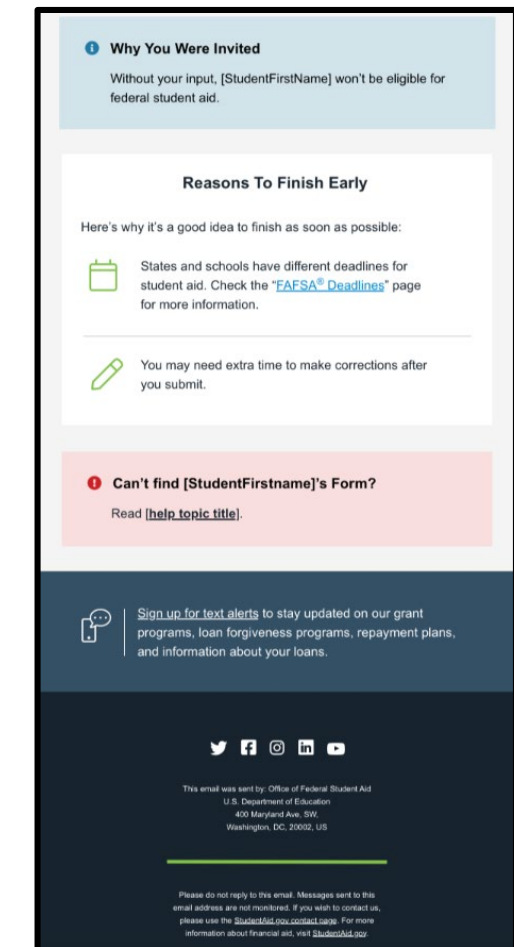 Why You Were Invited
Without your input, [StudentFirstName] won't be eligible for
federal student aid.
Reasons To Finish Early
Here's why it's a good idea to finish as soon as possible:
States and schools have different deadlines for
student aid. Check the "FAFSA® Deadlines" page
for more information.
You may need extra time to make corrections after
you submit.
Can't find [StudentFirstname]'s Form?
Read [help topic title].
Sign up for text alerts to stay updated on our grant
programs, loan forgiveness programs, repayment plans,
and information about your loans.
This email was sent by: Office of Federal Student Aid
U.S. Department of Education
400 Maryland Ave, SW,
Washington, DC, 20002, US
Please do not reply to this email. Messages sent to this
email address are not monitored. If you wish to contact us,
please use the StudentAid.gov contact page. For more
information about financial aid, visit StudentAid.gov.